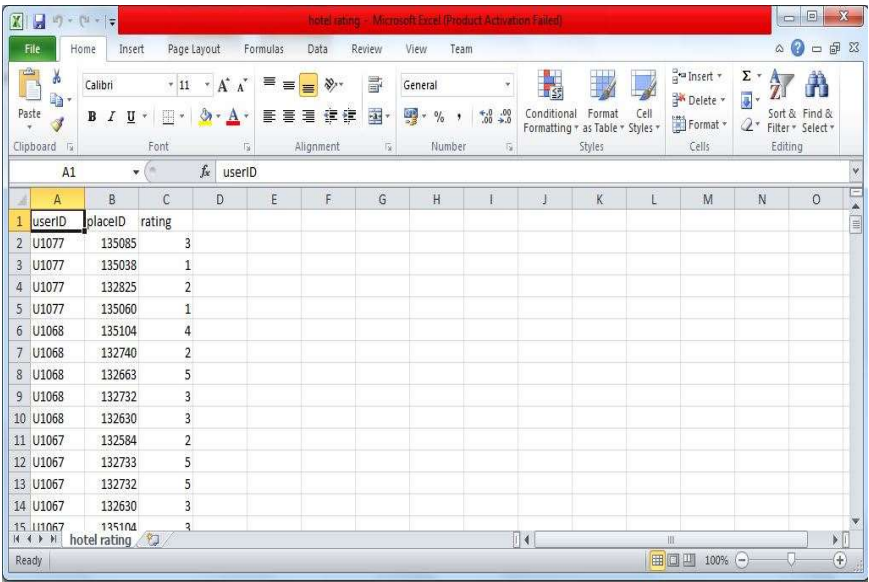 hotel rating - Microsoft Excel (Product Activation Failed)
File Home Insert Page Layout Formulas Data Review View Team
Paste
Clipboard
Calibri 11 A A
B I U A
Font
Alignment
General
% , .0 .00 .00 .0
Number
Conditional Formatting Format as Table Cell Styles
Styles
Insert
Delete
Format
Cells
Σ
Sort & Filter Find & Select
Editing
A1 fx userID
A B C D E F G H I J K L M N O
1 userID placeID rating
2 U1077 135085 3
3 U1077 135038 1
4 U1077 132825 2
5 U1077 135060 1
6 U1068 135104 4
7 U1068 132740 2
8 U1068 132663 5
9 U1068 132732 3
10 U1068 132630 3
11 U1067 132584 2
12 U1067 132733 5
13 U1067 132732 5
14 U1067 132630 3
15 U1067 135104 3
hotel rating
Ready 100%